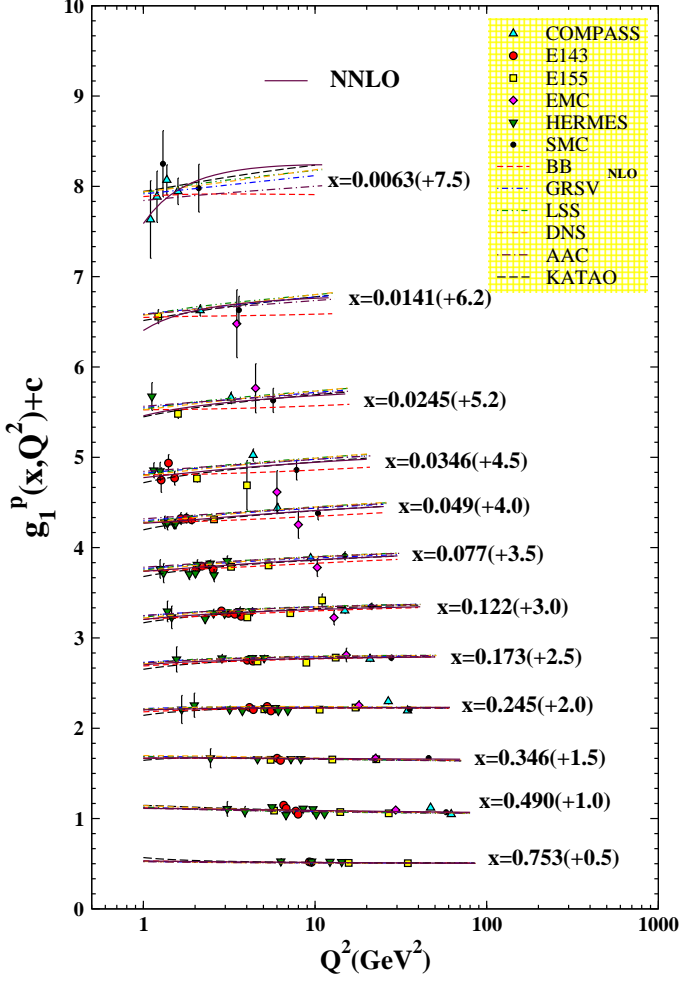 10
9
8
7
6
5
4
3
2
1
0
g₁ᵖ(x,Q²)+c
NNLO
COMPASS
E143
E155
EMC
HERMES
SMC
BB
NLO
GRSV
LSS
DNS
AAC
KATAO
x=0.0063(+7.5)
x=0.0141(+6.2)
x=0.0245(+5.2)
x=0.0346(+4.5)
x=0.049(+4.0)
x=0.077(+3.5)
x=0.122(+3.0)
x=0.173(+2.5)
x=0.245(+2.0)
x=0.346(+1.5)
x=0.490(+1.0)
x=0.753(+0.5)
1 10 100 1000
Q²(GeV²)